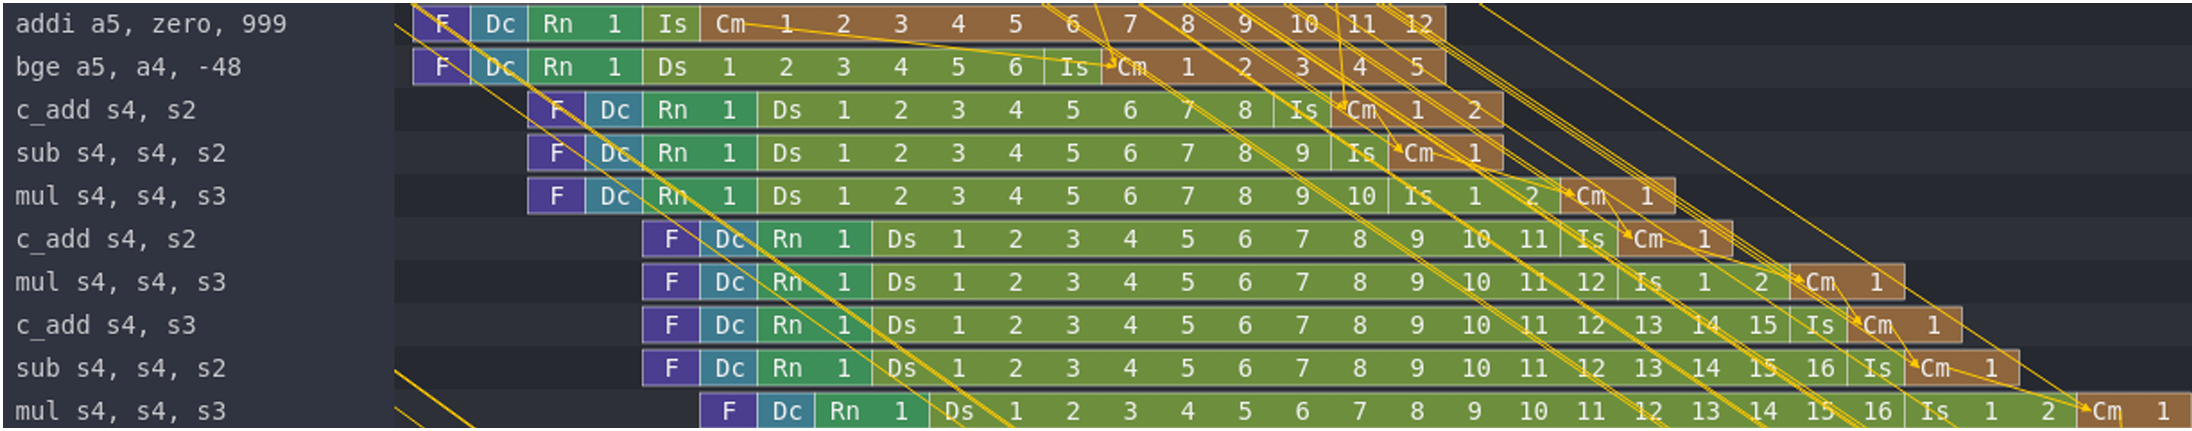 addi a5, zero, 999 F Dc Rn 1 Is Cm 1 2 3 4 5 6 7 8 9 10 11 12
bge a5, a4, -48 F Dc Rn 1 Ds 1 2 3 4 5 6 Is Cm 1 2 3 4 5
c_add s4, s2 F Dc Rn 1 Ds 1 2 3 4 5 6 7 8 Is Cm 1 2
sub s4, s4, s2 F Dc Rn 1 Ds 1 2 3 4 5 6 7 8 9 Is Cm 1
mul s4, s4, s3 F Dc Rn 1 Ds 1 2 3 4 5 6 7 8 9 10 Is 1 2 Cm 1
c_add s4, s2 F Dc Rn 1 Ds 1 2 3 4 5 6 7 8 9 10 11 Is Cm 1
mul s4, s4, s3 F Dc Rn 1 Ds 1 2 3 4 5 6 7 8 9 10 11 12 Is 1 2 Cm 1
c_add s4, s3 F Dc Rn 1 Ds 1 2 3 4 5 6 7 8 9 10 11 12 13 14 15 Is Cm 1
sub s4, s4, s2 F Dc Rn 1 Ds 1 2 3 4 5 6 7 8 9 10 11 12 13 14 15 16 Is Cm 1
mul s4, s4, s3 F Dc Rn 1 Ds 1 2 3 4 5 6 7 8 9 10 11 12 13 14 15 16 Is 1 2 Cm 1